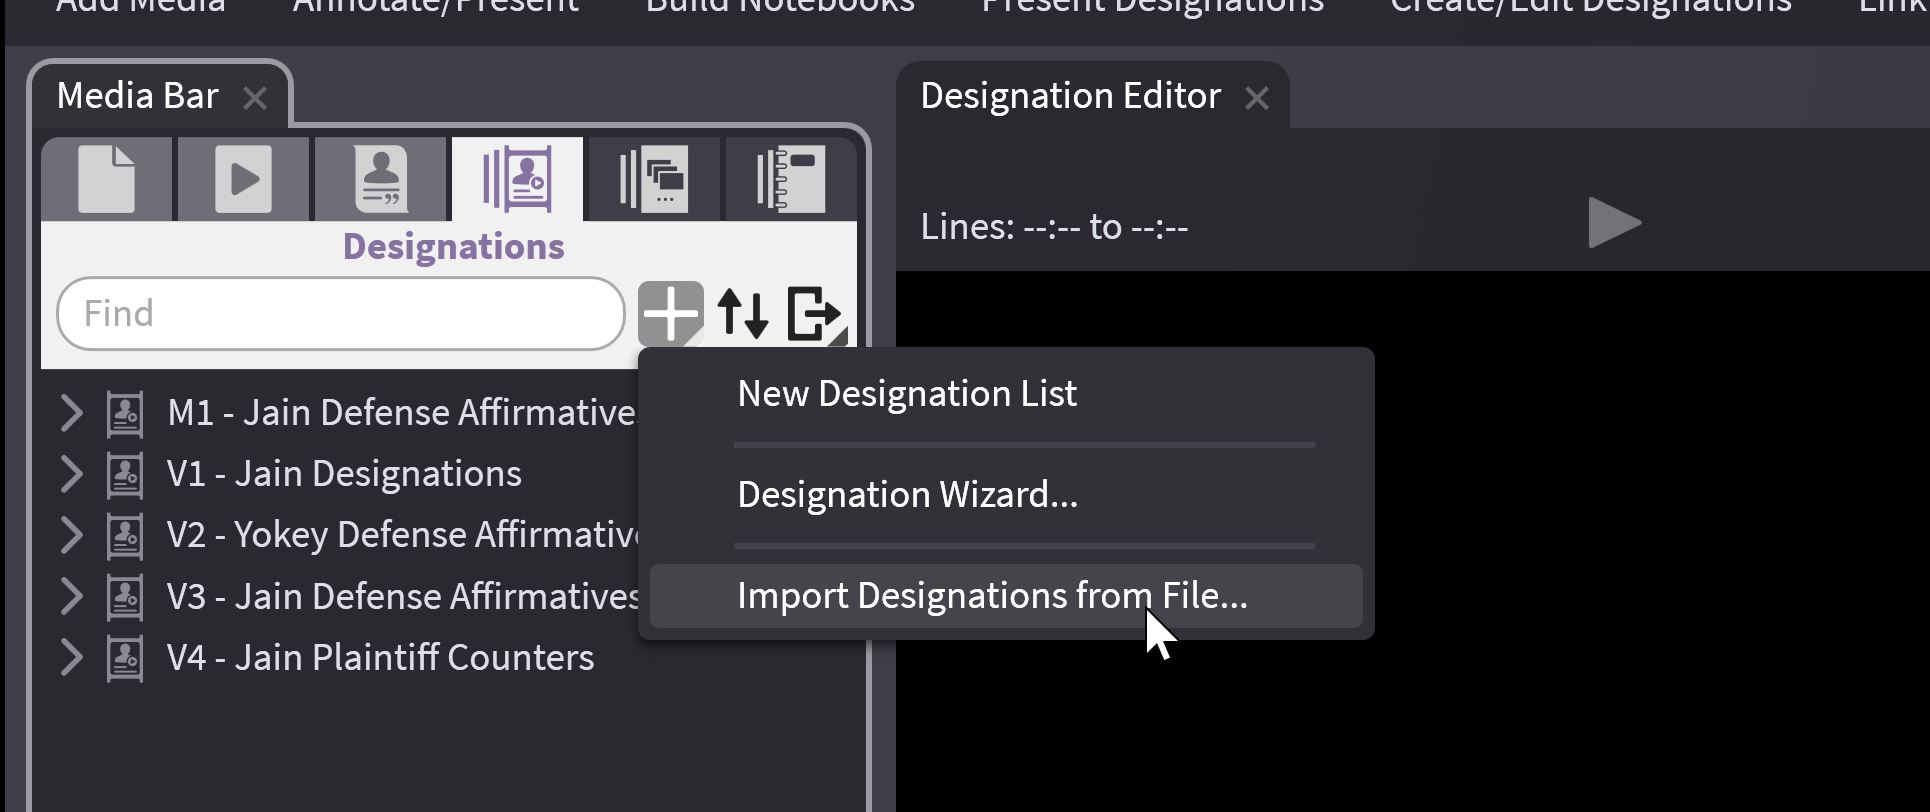 Add Media Annotate/Present Build Notebooks Present Designations Create/Edit Designations Link
Media Bar
Designation Editor
Designations
Lines: --:-- to --:--
Find
New Designation List
Designation Wizard...
Import Designations from File...
M1 - Jain Defense Affirmatives
V1 - Jain Designations
V2 - Yokey Defense Affirmative
V3 - Jain Defense Affirmatives
V4 - Jain Plaintiff Counters